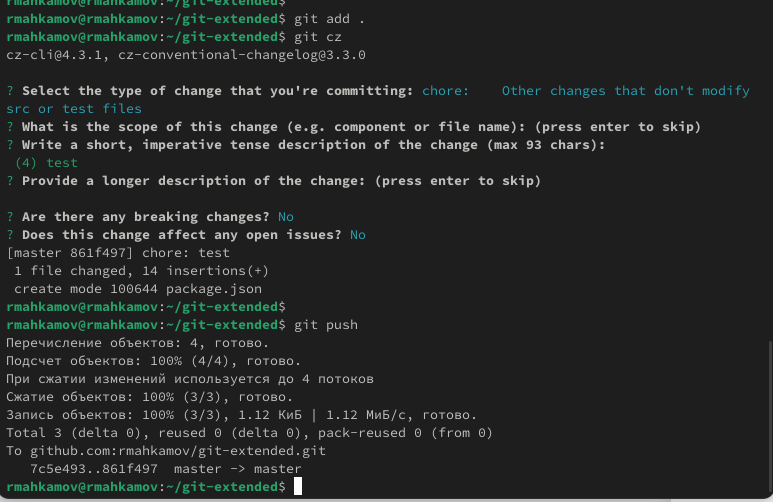 rmahkamov@rmahkamov:~/git-extended$
rmahkamov@rmahkamov:~/git-extended$ git add .
rmahkamov@rmahkamov:~/git-extended$ git cz
cz-cli@4.3.1, cz-conventional-changelog@3.3.0
? Select the type of change that you're committing: chore:    Other changes that don't modify
src or test files
? What is the scope of this change (e.g. component or file name): (press enter to skip)
? Write a short, imperative tense description of the change (max 93 chars):
 (4) test
? Provide a longer description of the change: (press enter to skip)
? Are there any breaking changes? No
? Does this change affect any open issues? No
[master 861f497] chore: test
 1 file changed, 14 insertions(+)
 create mode 100644 package.json
rmahkamov@rmahkamov:~/git-extended$
rmahkamov@rmahkamov:~/git-extended$ git push
Перечисление объектов: 4, готово.
Подсчет объектов: 100% (4/4), готово.
При сжатии изменений используется до 4 потоков
Сжатие объектов: 100% (3/3), готово.
Запись объектов: 100% (3/3), 1.12 КиБ | 1.12 МиБ/с, готово.
Total 3 (delta 0), reused 0 (delta 0), pack-reused 0 (from 0)
To github.com:rmahkamov/git-extended.git
   7c5e493..861f497  master -> master
rmahkamov@rmahkamov:~/git-extended$